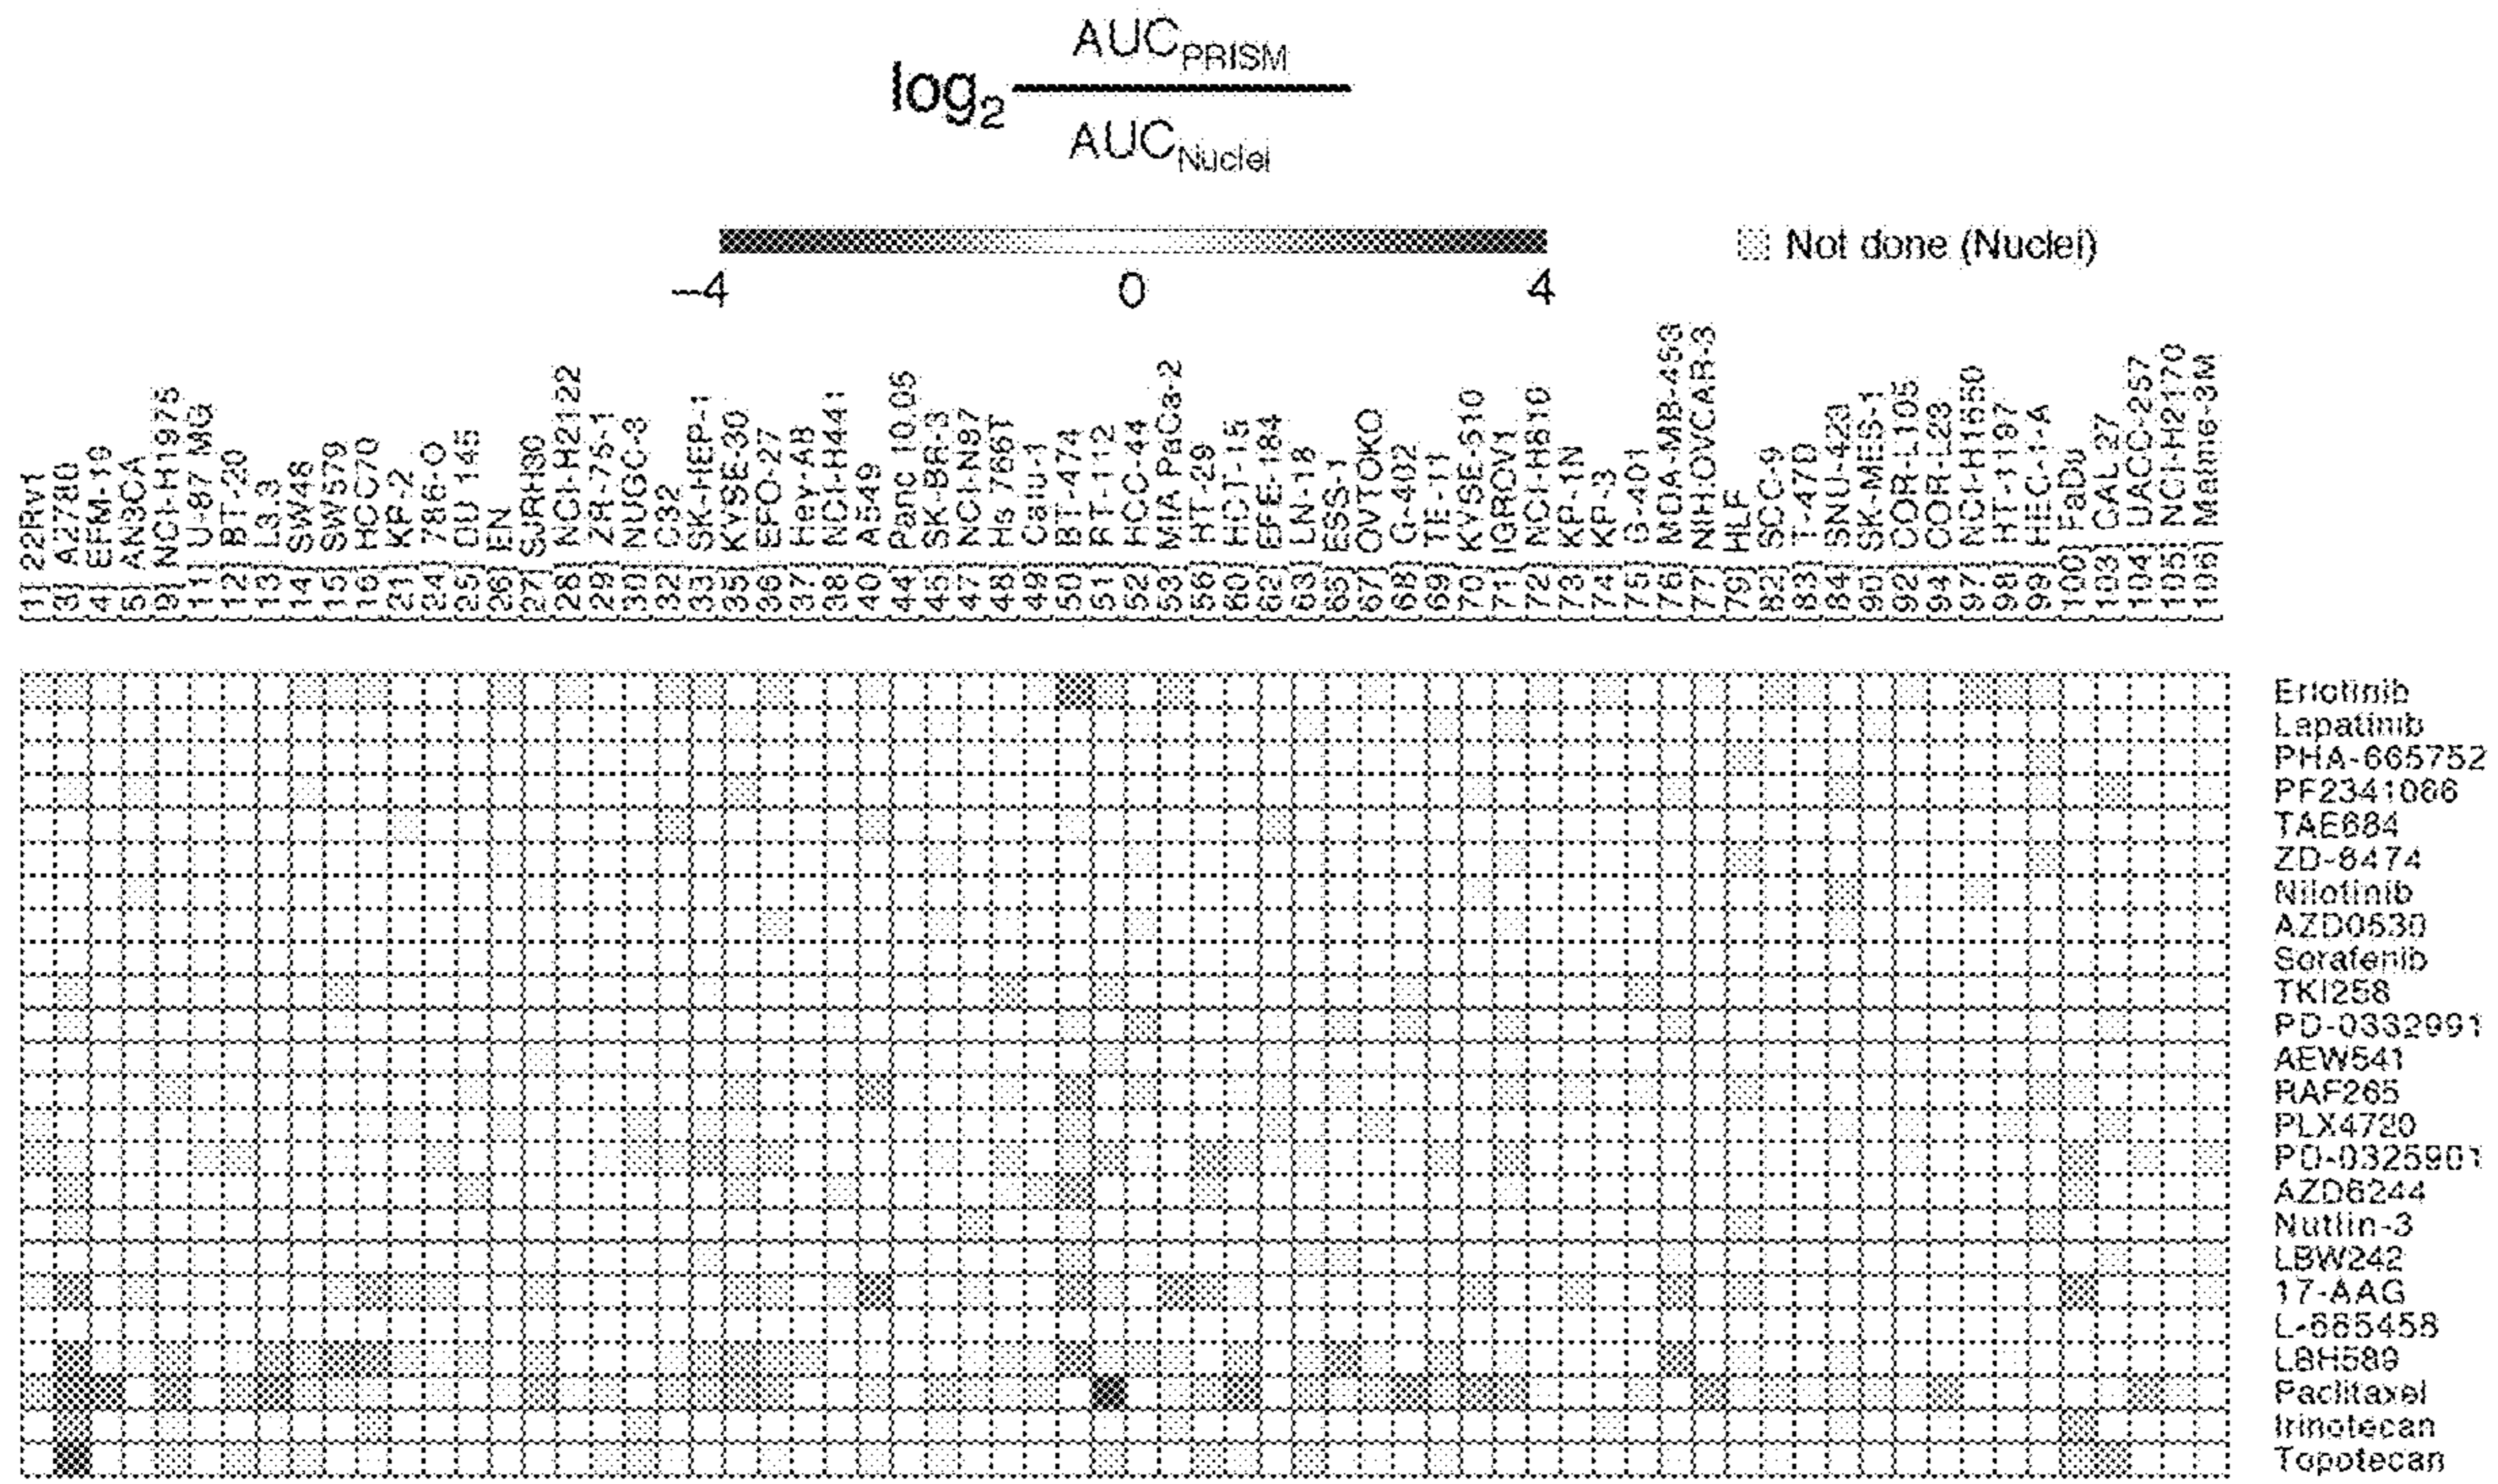 log2 AUCPRISM
AUCNuclei
−4 0 4
Not done (Nuclei)
1] 22Rv1
3] A2780
4] EFM-19
5] AN3CA
9] NCI-H1975
11] U-87 MG
12] BT-20
13] L3.3
14] SW48
15] SW579
16] HCC70
21] KP-2
24] 786-O
25] DU 145
26] EN
27] SJRH30
28] NCI-H2122
29] ZR-75-1
30] NUGC-3
32] C32
33] SK-HEP-1
35] KYSE-30
36] EFO-27
37] Hey-A8
38] NCI-H441
40] A549
44] Panc 10.05
45] SK-BR-3
47] NCI-N87
48] Hs 766T
49] Calu-1
50] BT-474
51] RT-112
52] HCC-44
53] MIA PaCa-2
56] HT-29
60] HCT-15
62] EFE-184
63] LN-18
65] ESS-1
67] OVTOKO
68] G-402
69] TE-11
70] KYSE-510
71] IGROV1
72] NCI-H810
73] KP-1N
74] KP-3
75] G-401
76] MDA-MB-453
77] NIH:OVCAR-3
79] HLF
82] SCC-9
83] T-47D
84] SNU-423
90] SK-MES-1
92] COR-L105
94] COR-L23
97] NCI-H1650
98] HT-1197
99] HEC-1-A
100] FaDu
103] CAL 27
104] UACC-257
105] NCI-H2170
106] Malme-3M
Erlotinib
Lapatinib
PHA-665752
PF2341066
TAE684
ZD-6474
Nilotinib
AZD0530
Sorafenib
TKI258
PD-0332991
AEW541
RAF265
PLX4720
PD-0325901
AZD6244
Nutlin-3
LBW242
17-AAG
L-685458
LBH589
Paclitaxel
Irinotecan
Topotecan